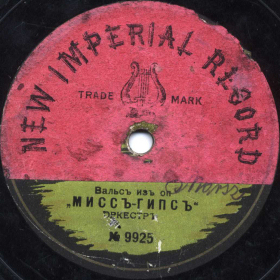 NEW IMPERIAL RECORD
TRADE MARK
Вальсъ изъ оп.
„МИССЪ-ГИПСЪ"
ОРКЕСТРЪ
№ 9925